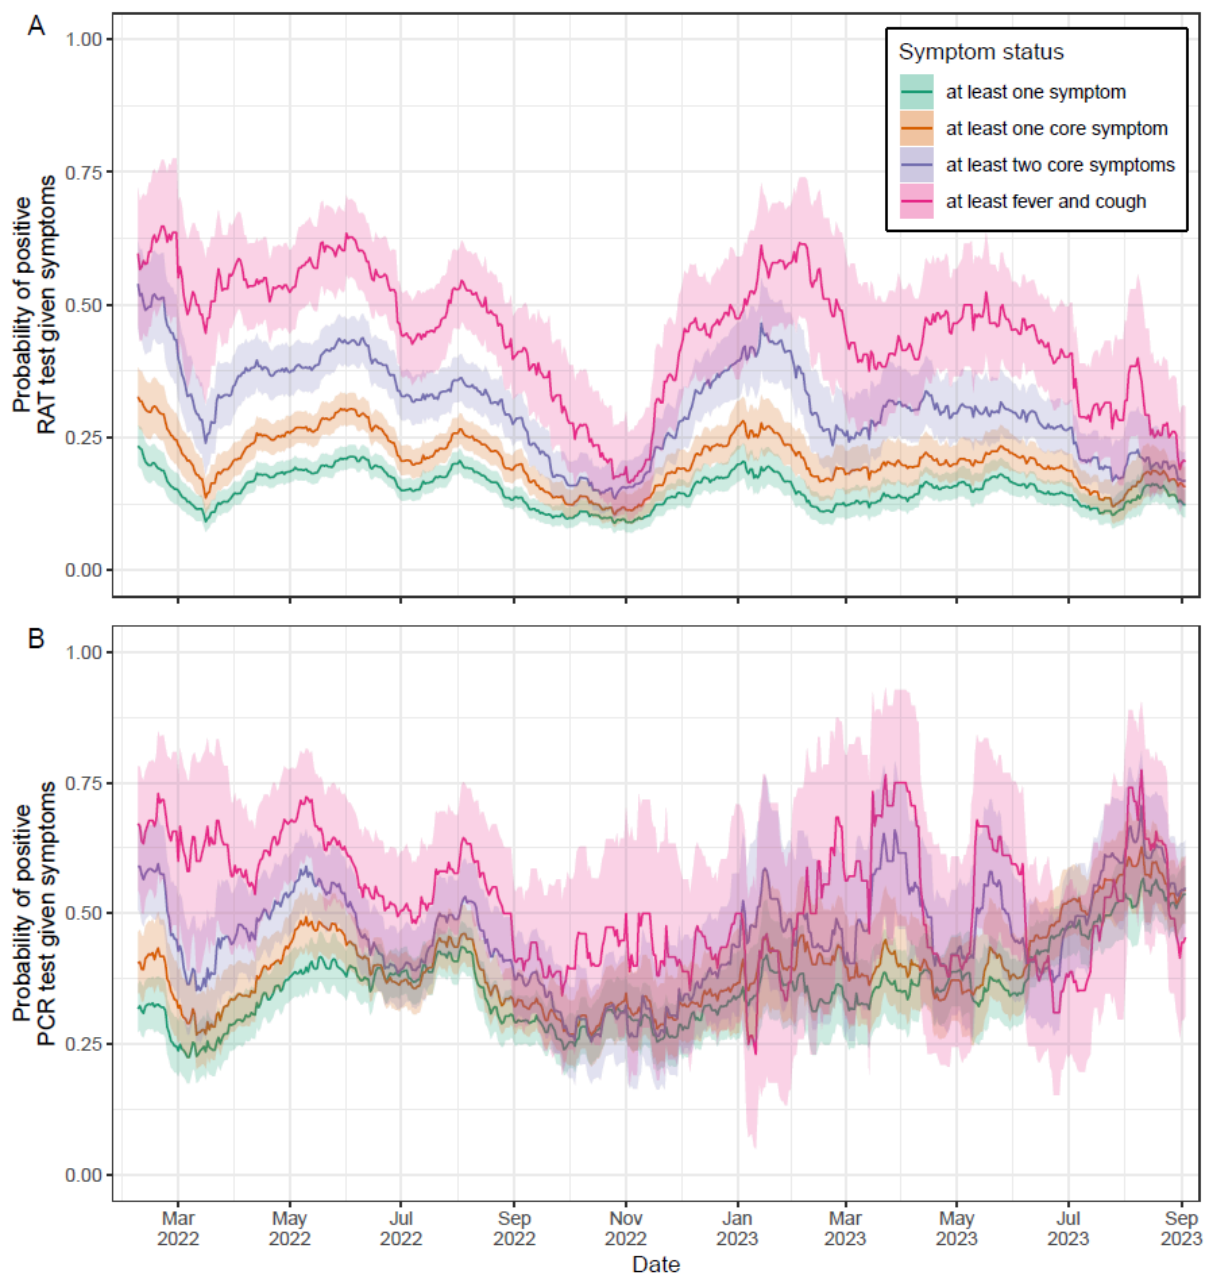 A
1.00
0.75
0.50
0.25
0.00
Probability of positive
RAT test given symptoms
Symptom status
at least one symptom
at least one core symptom
at least two core symptoms
at least fever and cough
B
1.00
0.75
0.50
0.25
0.00
Probability of positive
PCR test given symptoms
Mar May Jul Sep Nov Jan Mar May Jul Sep
2022 2022 2022 2022 2022 2023 2023 2023 2023 2023
Date